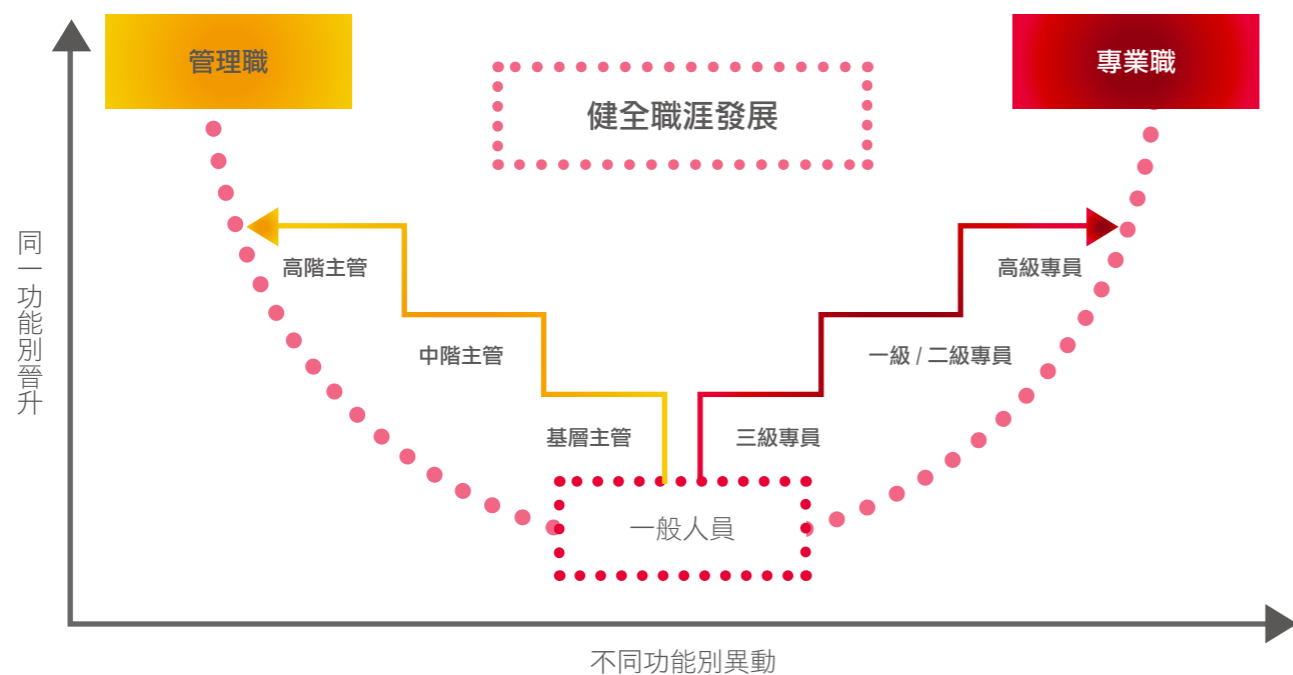 管理職
專業職
健全職涯發展
同一功能別晉升
高階主管
高級專員
中階主管
一級 / 二級專員
基層主管
三級專員
一般人員
不同功能別異動